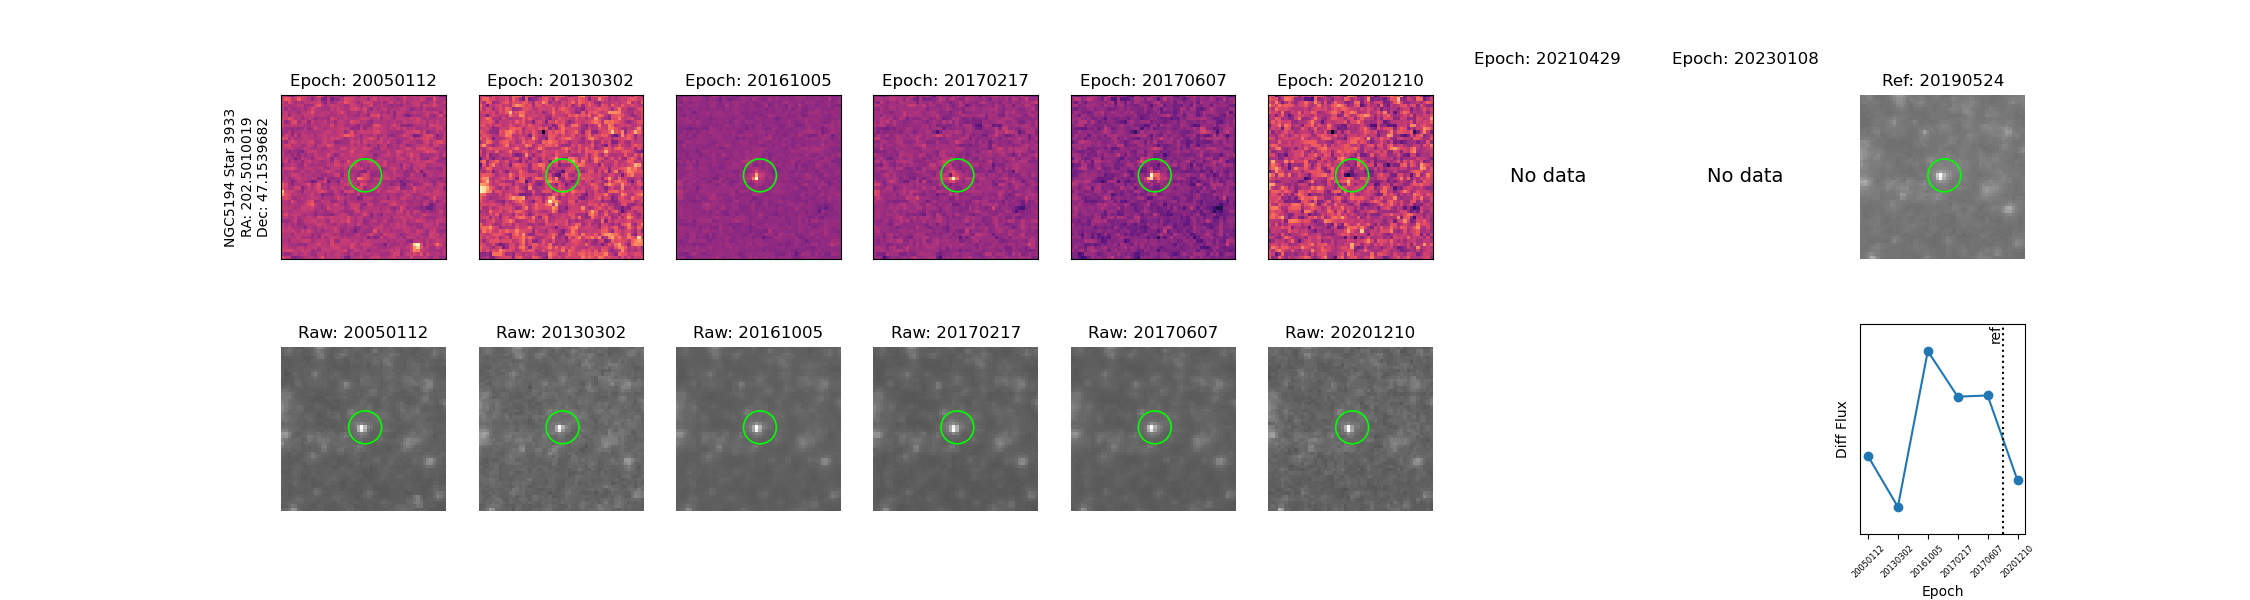 NGC5194 Star 3933
RA: 202.5010019
Dec: 47.1539682
Epoch: 20050112
Epoch: 20130302
Epoch: 20161005
Epoch: 20170217
Epoch: 20170607
Epoch: 20201210
Epoch: 20210429
No data
Epoch: 20230108
No data
Ref: 20190524
Raw: 20050112
Raw: 20130302
Raw: 20161005
Raw: 20170217
Raw: 20170607
Raw: 20201210
Diff Flux
ref
20050112
20130302
20161005
20170217
20170607
20201210
Epoch